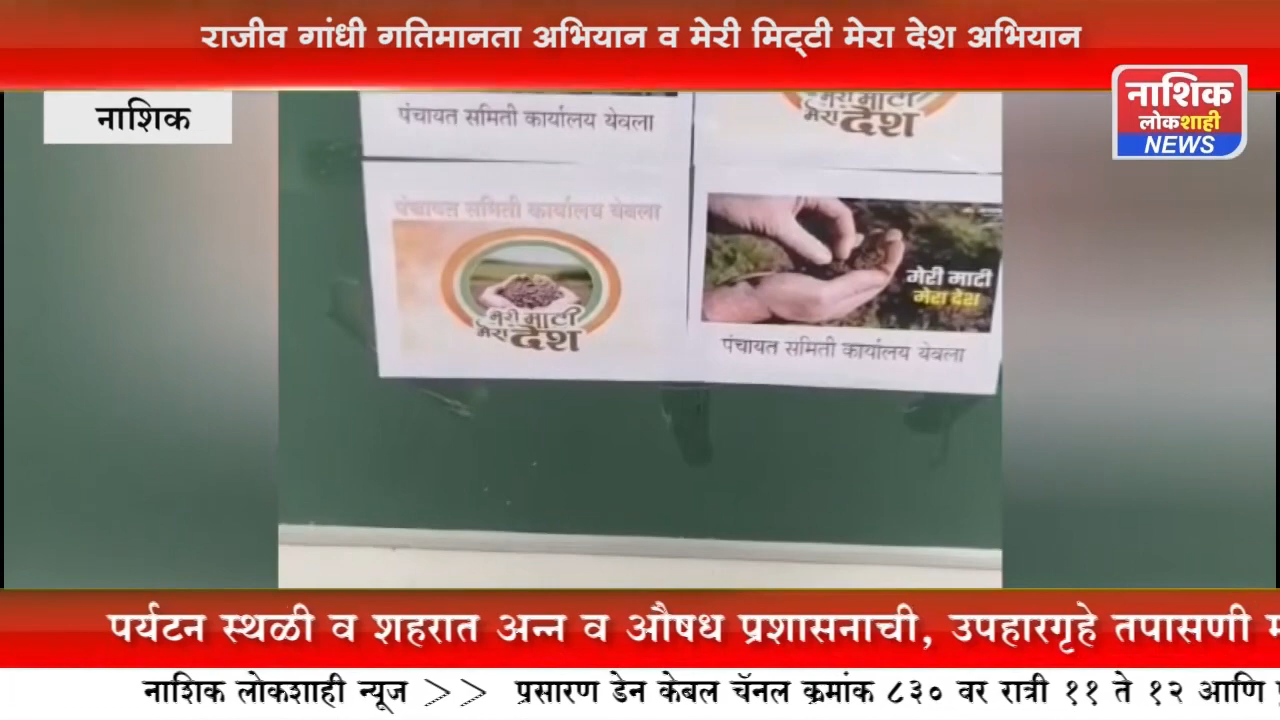 राजीव गांधी गतिमानता अभियान व मेरी मिट्टी मेरा देश अभियान
नाशिक
नाशिक
लोकशाही
NEWS
पंचायत समिती कार्यालय येवला
मेरी माटी
मेरा देश
पंचायत समिती कार्यालय येवला
मेरी माटी
मेरा देश
मेरी माटी
मेरा देश
पंचायत समिती कार्यालय येवला
पर्यटन स्थळी व शहरात अन्न व औषध प्रशासनाची, उपहारगृहे तपासणी
नाशिक लोकशाही न्यूज >> प्रसारण डेन केबल चॅनल क्रमांक ८३० वर रात्री ११ ते १२ आणि